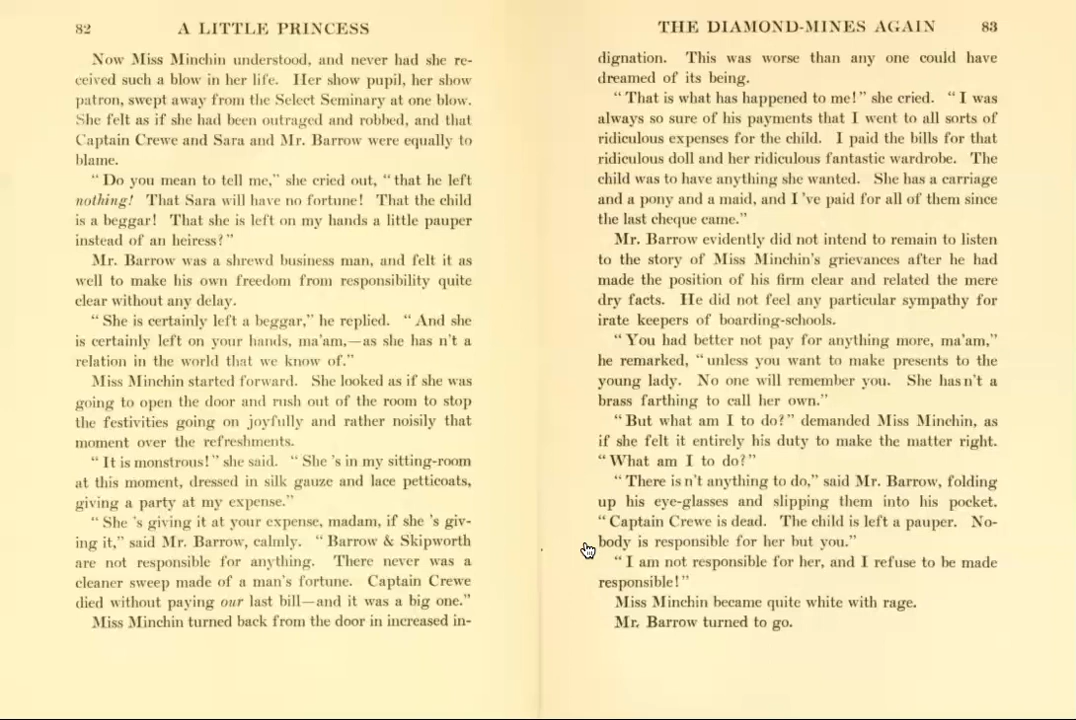 82 A LITTLE PRINCESS
Now Miss Minchin understood, and never had she re-
ceived such a blow in her life. Her show pupil, her show
patron, swept away from the Select Seminary at one blow.
She felt as if she had been outraged and robbed, and that
Captain Crewe and Sara and Mr. Barrow were equally to
blame.
"Do you mean to tell me," she cried out, "that he left
nothing! That Sara will have no fortune! That the child
is a beggar! That she is left on my hands a little pauper
instead of an heiress?"
Mr. Barrow was a shrewd business man, and felt it as
well to make his own freedom from responsibility quite
clear without any delay.
"She is certainly left a beggar," he replied. "And she
is certainly left on your hands, ma'am,—as she has n't a
relation in the world that we know of."
Miss Minchin started forward. She looked as if she was
going to open the door and rush out of the room to stop
the festivities going on joyfully and rather noisily that
moment over the refreshments.
"It is monstrous!" she said. "She 's in my sitting-room
at this moment, dressed in silk gauze and lace petticoats,
giving a party at my expense."
"She 's giving it at your expense, madam, if she 's giv-
ing it," said Mr. Barrow, calmly. "Barrow & Skipworth
are not responsible for anything. There never was a
cleaner sweep made of a man's fortune. Captain Crewe
died without paying our last bill—and it was a big one."
Miss Minchin turned back from the door in increased in-
THE DIAMOND-MINES AGAIN 83
dignation. This was worse than any one could have
dreamed of its being.
"That is what has happened to me!" she cried. "I was
always so sure of his payments that I went to all sorts of
ridiculous expenses for the child. I paid the bills for that
ridiculous doll and her ridiculous fantastic wardrobe. The
child was to have anything she wanted. She has a carriage
and a pony and a maid, and I 've paid for all of them since
the last cheque came."
Mr. Barrow evidently did not intend to remain to listen
to the story of Miss Minchin's grievances after he had
made the position of his firm clear and related the mere
dry facts. He did not feel any particular sympathy for
irate keepers of boarding-schools.
"You had better not pay for anything more, ma'am,"
he remarked, "unless you want to make presents to the
young lady. No one will remember you. She has n't a
brass farthing to call her own."
"But what am I to do?" demanded Miss Minchin, as
if she felt it entirely his duty to make the matter right.
"What am I to do?"
"There is n't anything to do," said Mr. Barrow, folding
up his eye-glasses and slipping them into his pocket.
"Captain Crewe is dead. The child is left a pauper. No-
body is responsible for her but you."
"I am not responsible for her, and I refuse to be made
responsible!"
Miss Minchin became quite white with rage.
Mr. Barrow turned to go.